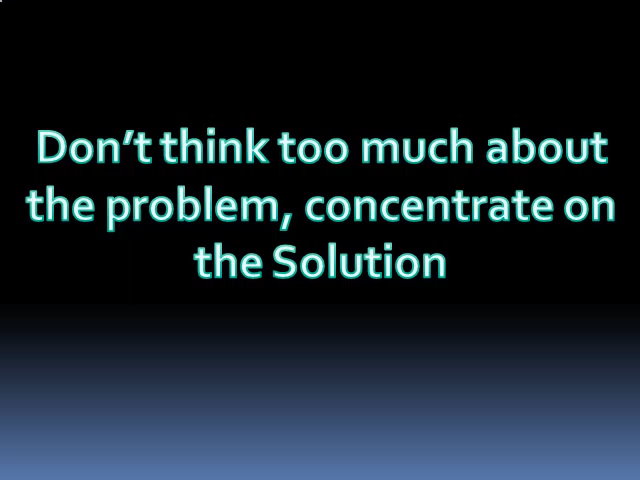 Don’t think too much about
the problem, concentrate on
the Solution